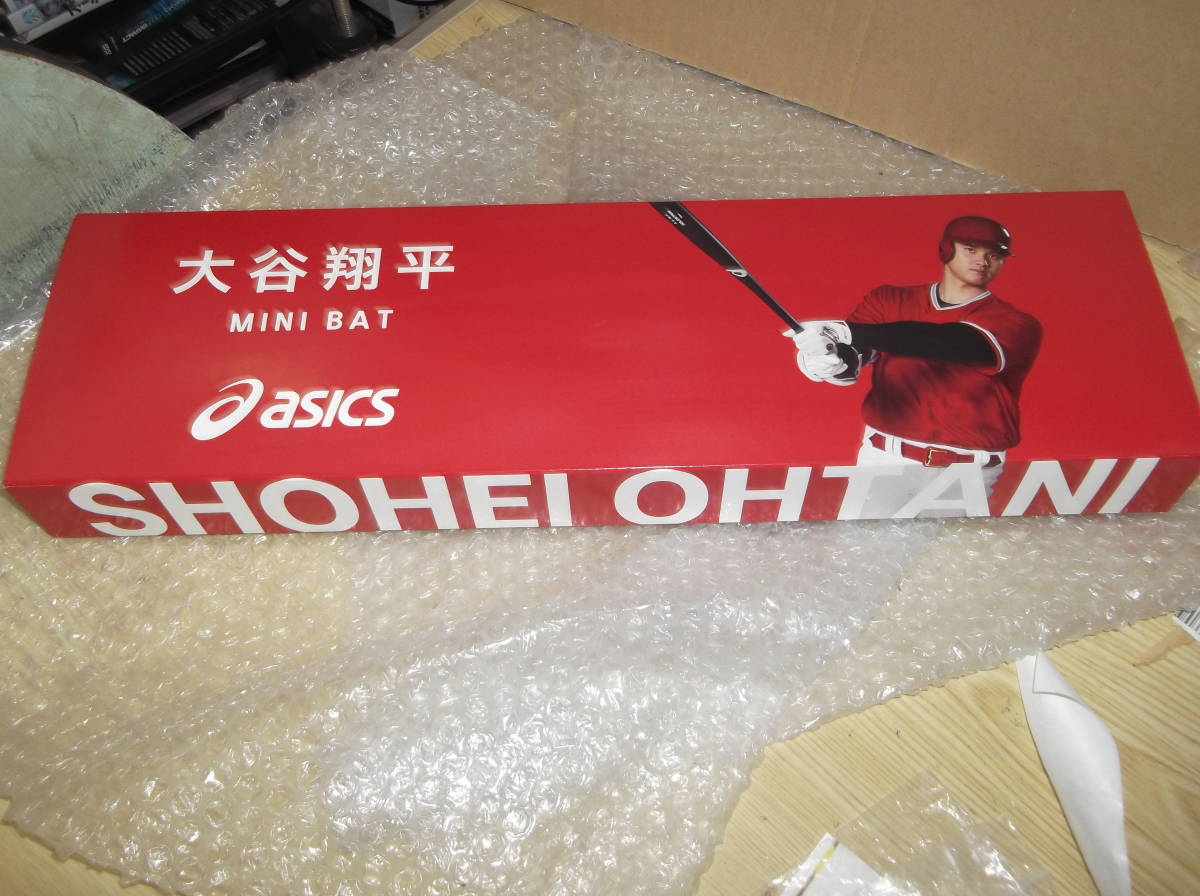 大谷翔平
MINI BAT
asics
SHOHEI OHTANI